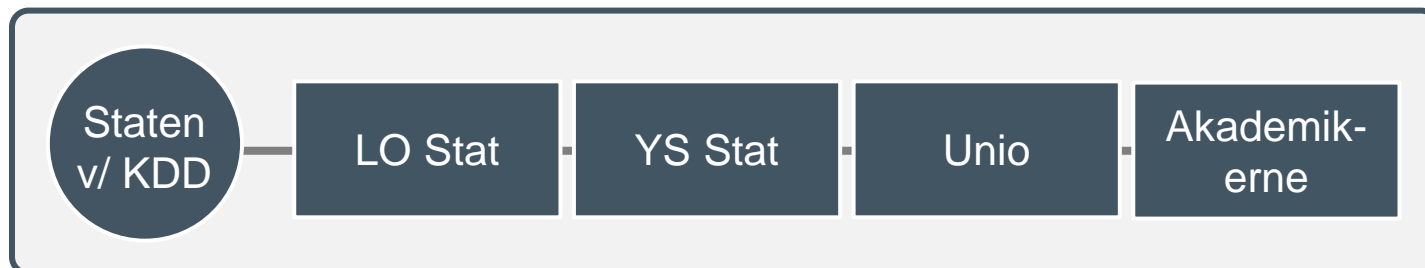 Staten
v/ KDD
LO Stat
YS Stat
Unio
Akademik-
erne